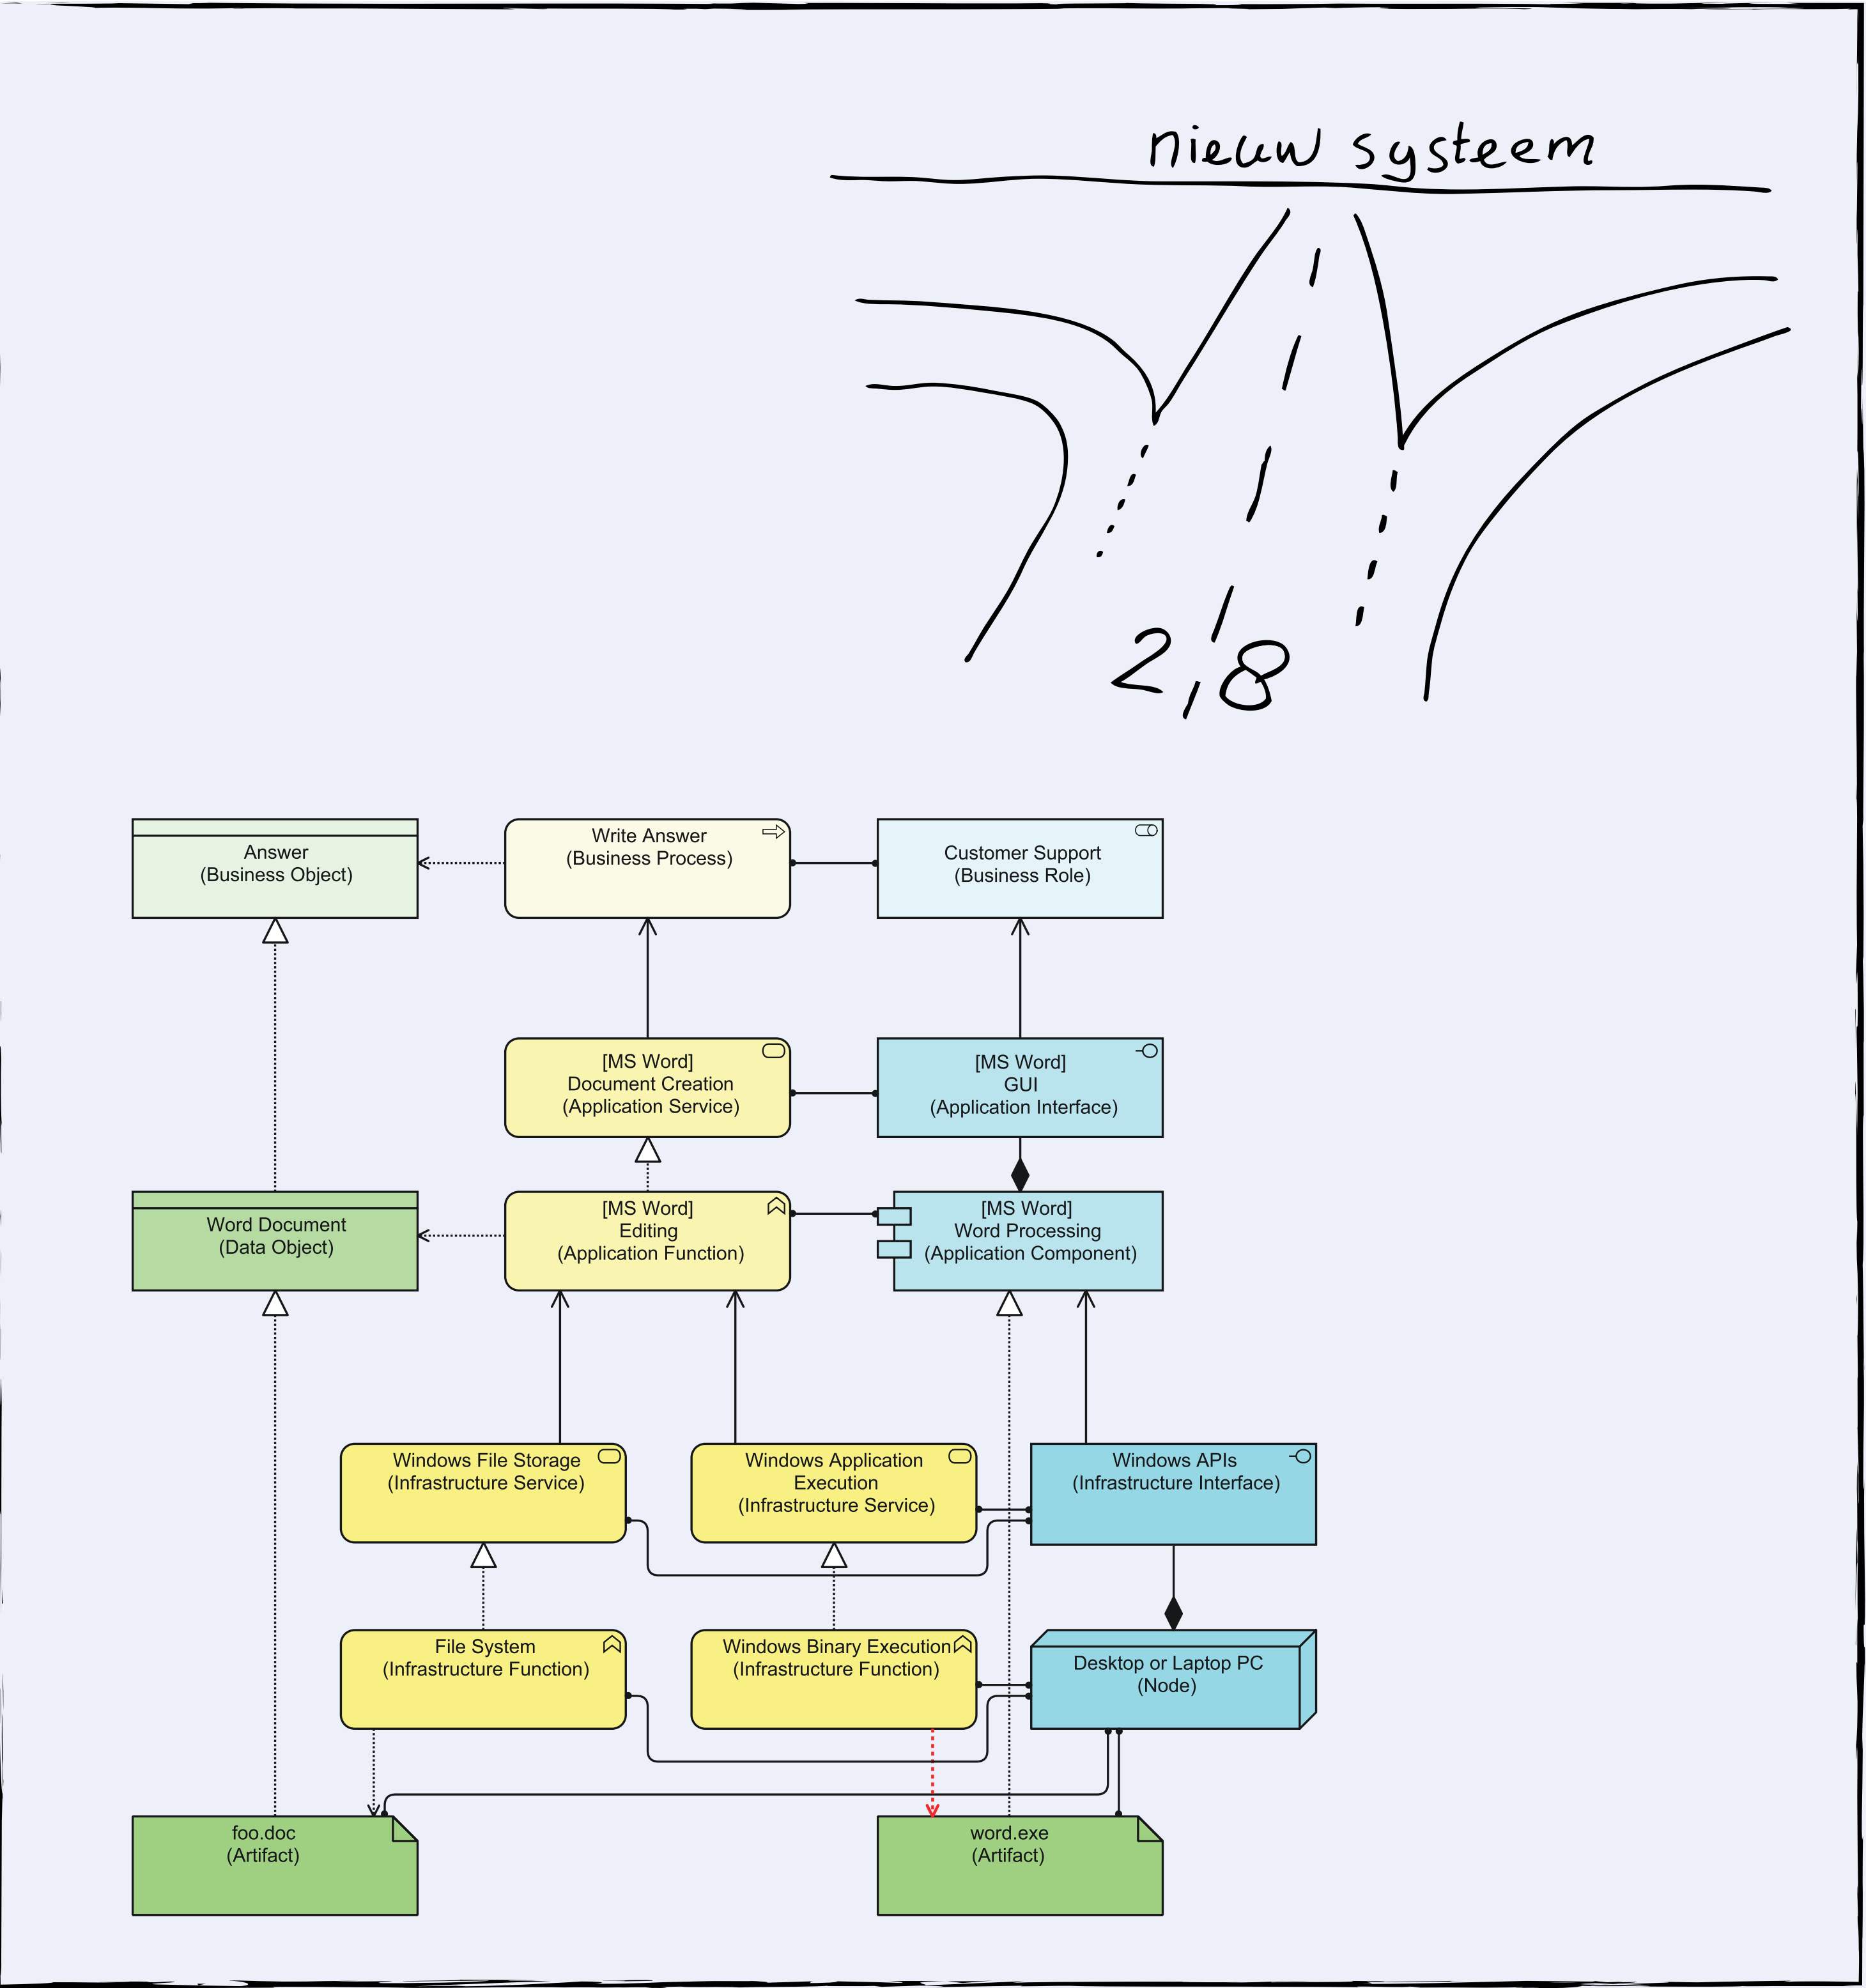 nieuw systeem
2,8
Answer
(Business Object)
Write Answer
(Business Process)
Customer Support
(Business Role)
[MS Word]
Document Creation
(Application Service)
[MS Word]
GUI
(Application Interface)
Word Document
(Data Object)
[MS Word]
Editing
(Application Function)
[MS Word]
Word Processing
(Application Component)
Windows File Storage
(Infrastructure Service)
Windows Application
Execution
(Infrastructure Service)
Windows APIs
(Infrastructure Interface)
File System
(Infrastructure Function)
Windows Binary Execution
(Infrastructure Function)
Desktop or Laptop PC
(Node)
foo.doc
(Artifact)
word.exe
(Artifact)